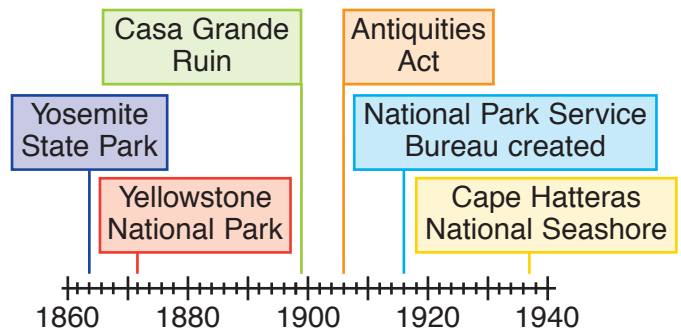 Casa Grande
Ruin
Antiquities
Act
Yosemite
State Park
National Park Service
Bureau created
Yellowstone
National Park
Cape Hatteras
National Seashore
1860 1880 1900 1920 1940